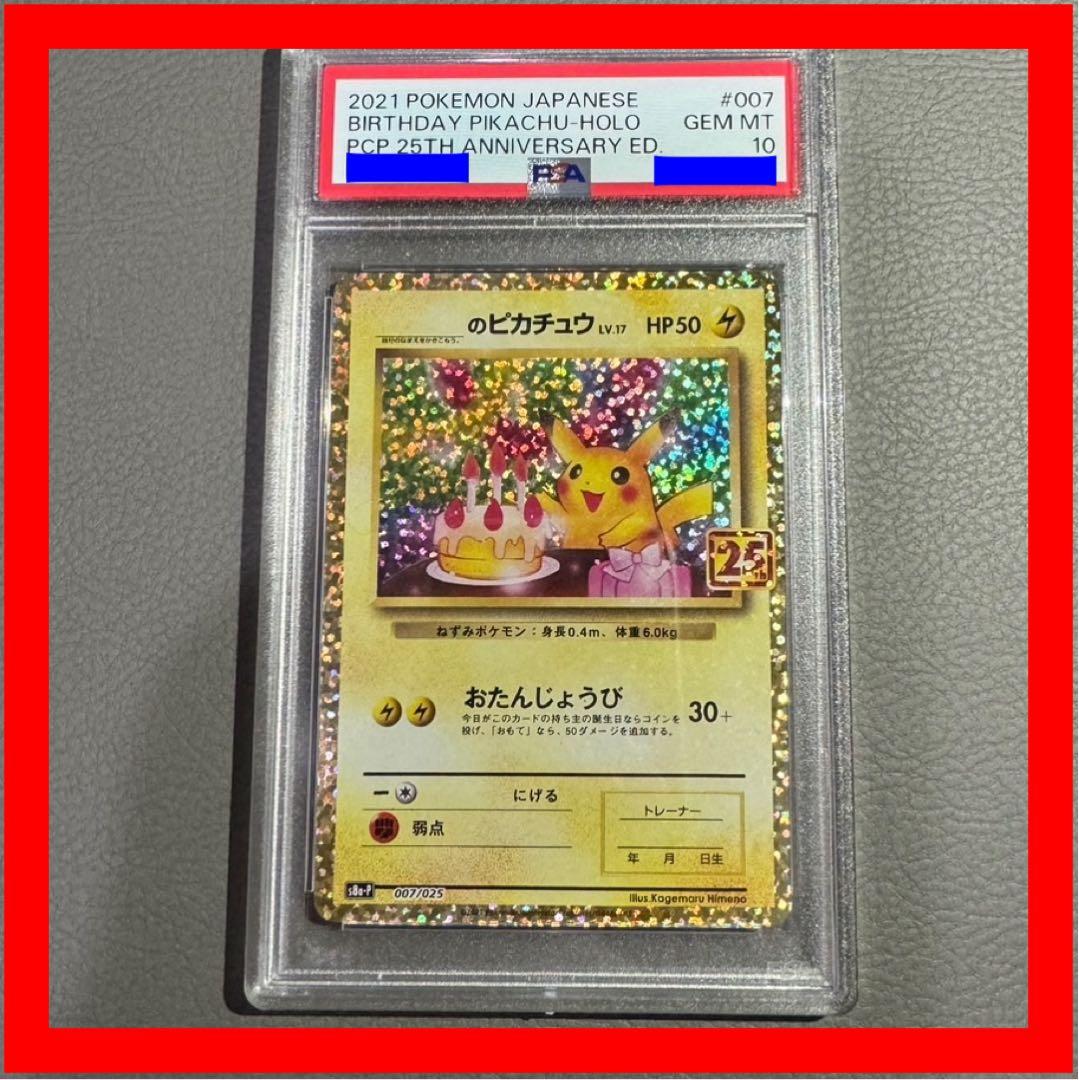 2021 POKEMON JAPANESE #007
BIRTHDAY PIKACHU-HOLO GEM MT
PCP 25TH ANNIVERSARY ED. 10
PSA
のピカチュウ LV.17 HP50
25th
ねずみポケモン：身長0.4m、体重6.0kg
おたんじょうび
今日がこのカードの持ち主の誕生日ならコインを
投げ、「おもて」なら、50ダメージを追加する。
30+
ー にげる
弱点
トレーナー
年 月 日生
s8a-P 007/025
Illus.Kagemaru Himeno